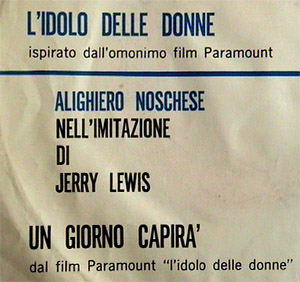 L'IDOLO DELLE DONNE
ispirato dall'omonimo film Paramount
ALIGHIERO NOSCHESE
NELL'IMITAZIONE
DI
JERRY LEWIS
UN GIORNO CAPIRA'
dal film Paramount "l'idolo delle donne"